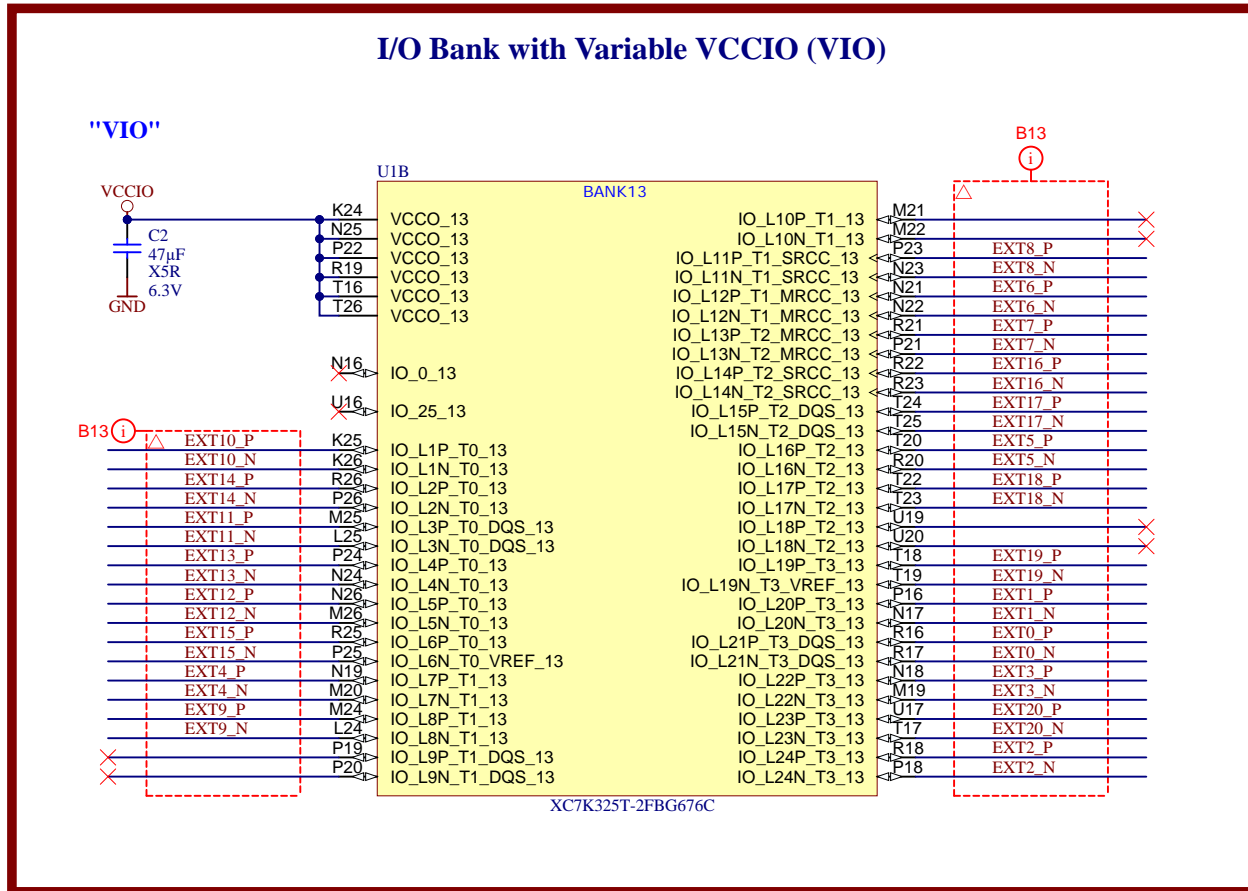 I/O Bank with Variable VCCIO (VIO)
"VIO"
VCCIO
C2
47µF
X5R
6.3V
GND
U1B
BANK13
K24 VCCO_13
N25 VCCO_13
P22 VCCO_13
R19 VCCO_13
T16 VCCO_13
T26 VCCO_13
N16 IO_0_13
U16 IO_25_13
B13 i
EXT10_P K25 IO_L1P_T0_13
EXT10_N K26 IO_L1N_T0_13
EXT14_P R26 IO_L2P_T0_13
EXT14_N P26 IO_L2N_T0_13
EXT11_P M25 IO_L3P_T0_DQS_13
EXT11_N L25 IO_L3N_T0_DQS_13
EXT13_P P24 IO_L4P_T0_13
EXT13_N N24 IO_L4N_T0_13
EXT12_P N26 IO_L5P_T0_13
EXT12_N M26 IO_L5N_T0_13
EXT15_P R25 IO_L6P_T0_13
EXT15_N P25 IO_L6N_T0_VREF_13
EXT4_P N19 IO_L7P_T1_13
EXT4_N M20 IO_L7N_T1_13
EXT9_P M24 IO_L8P_T1_13
EXT9_N L24 IO_L8N_T1_13
P19 IO_L9P_T1_DQS_13
P20 IO_L9N_T1_DQS_13
B13
i
IO_L10P_T1_13 M21
IO_L10N_T1_13 M22
IO_L11P_T1_SRCC_13 P23 EXT8_P
IO_L11N_T1_SRCC_13 N23 EXT8_N
IO_L12P_T1_MRCC_13 N21 EXT6_P
IO_L12N_T1_MRCC_13 N22 EXT6_N
IO_L13P_T2_MRCC_13 R21 EXT7_P
IO_L13N_T2_MRCC_13 P21 EXT7_N
IO_L14P_T2_SRCC_13 R22 EXT16_P
IO_L14N_T2_SRCC_13 R23 EXT16_N
IO_L15P_T2_DQS_13 T24 EXT17_P
IO_L15N_T2_DQS_13 T25 EXT17_N
IO_L16P_T2_13 T20 EXT5_P
IO_L16N_T2_13 R20 EXT5_N
IO_L17P_T2_13 T22 EXT18_P
IO_L17N_T2_13 T23 EXT18_N
IO_L18P_T2_13 U19
IO_L18N_T2_13 U20
IO_L19P_T3_13 T18 EXT19_P
IO_L19N_T3_VREF_13 T19 EXT19_N
IO_L20P_T3_13 P16 EXT1_P
IO_L20N_T3_13 N17 EXT1_N
IO_L21P_T3_DQS_13 R16 EXT0_P
IO_L21N_T3_DQS_13 R17 EXT0_N
IO_L22P_T3_13 N18 EXT3_P
IO_L22N_T3_13 M19 EXT3_N
IO_L23P_T3_13 U17 EXT20_P
IO_L23N_T3_13 T17 EXT20_N
IO_L24P_T3_13 R18 EXT2_P
IO_L24N_T3_13 P18 EXT2_N
XC7K325T-2FBG676C